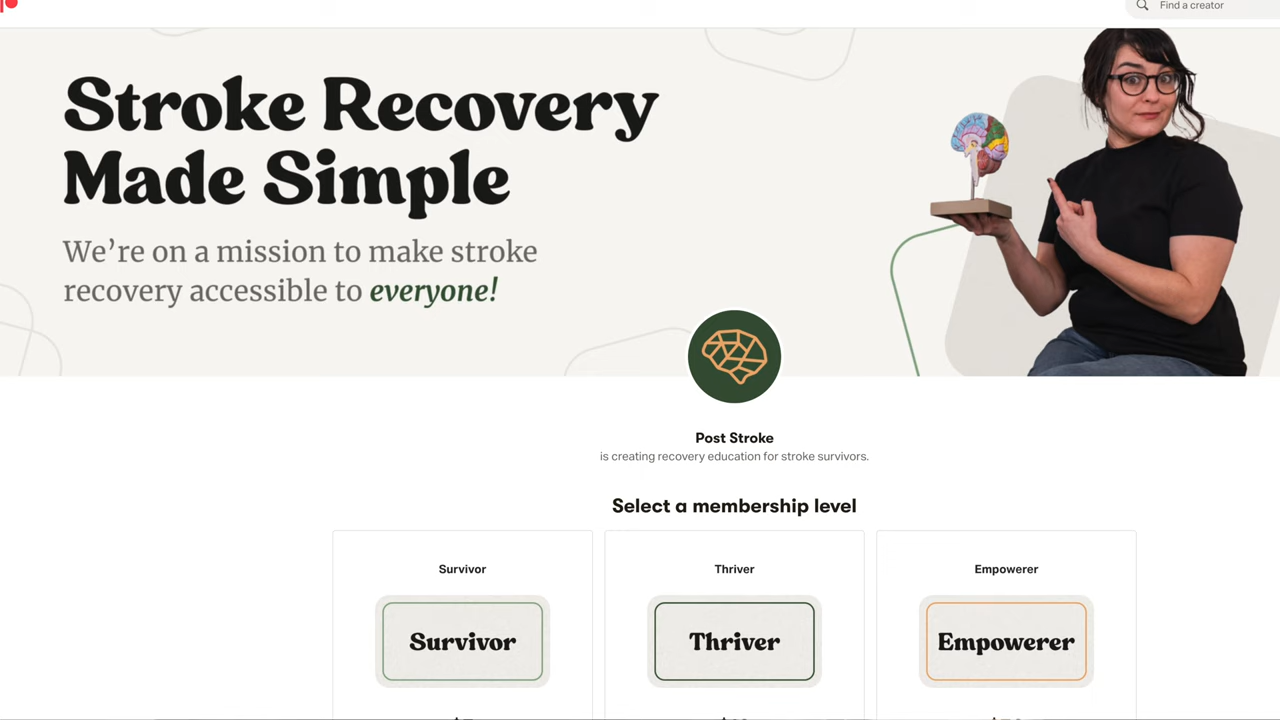 Find a creator
Stroke Recovery
Made Simple
We're on a mission to make stroke
recovery accessible to everyone!
Post Stroke
is creating recovery education for stroke survivors.
Select a membership level
Survivor
Thriver
Empowerer
Survivor
Thriver
Empowerer